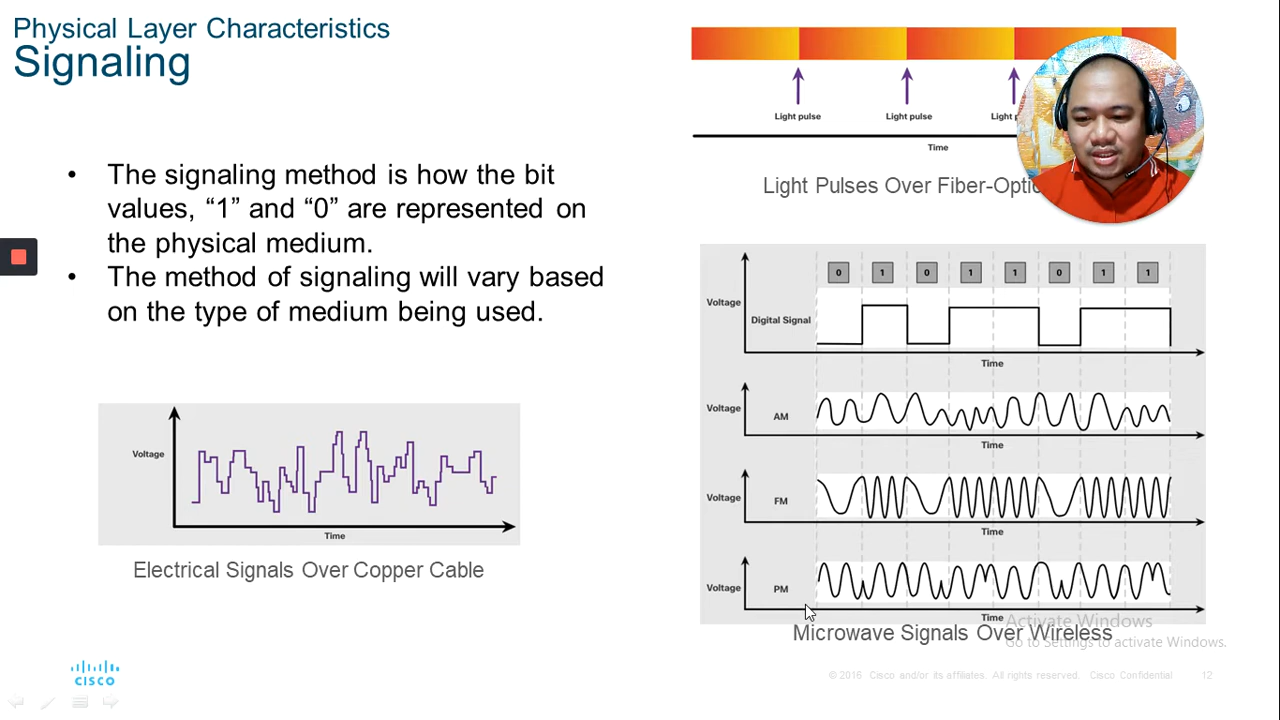 Physical Layer Characteristics
Signaling
• The signaling method is how the bit
values, “1” and “0” are represented on
the physical medium.
• The method of signaling will vary based
on the type of medium being used.
Voltage
Time
Electrical Signals Over Copper Cable
Light pulse
Light pulse
Light
Time
Light Pulses Over
0 1 0 1 1 0 1 1
Voltage
Digital Signal
Time
Voltage
AM
Time
Voltage
FM
Time
Voltage
PM
Time
Microwave Signals Over Wireless
Activate Windows
Go to Settings to activate Windows.
CISCO
© 2016 Cisco and/or its affiliates. All rights reserved. Cisco Confidential
12